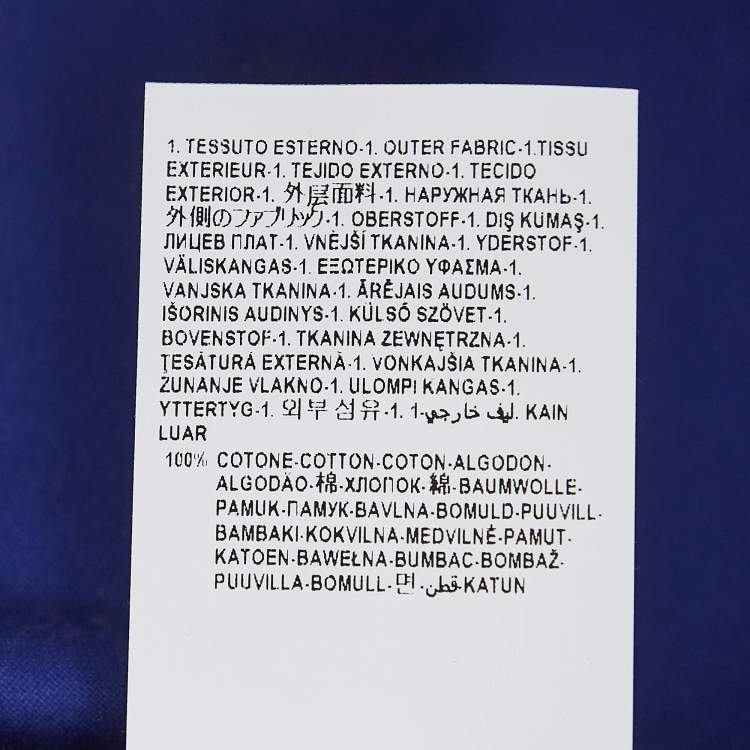 1. TESSUTO ESTERNO-1. OUTER FABRIC-1.TISSU
EXTERIEUR-1. TEJIDO EXTERNO-1. TECIDO
EXTERIOR-1. 外层面料-1. НАРУЖНАЯ ТКАНЬ-1.
外側のファブリック-1. OBERSTOFF-1. DIŞ KUMAŞ-1.
ЛИЦЕВ ПЛАТ-1. VNĚJŠÍ TKANINA-1. YDERSTOF-1.
VÄLISKANGAS-1. ΕΞΩΤΕΡΙΚΟ ΥΦΑΣΜΑ-1.
VANJSKA TKANINA-1. ĀRĒJAIS AUDUMS-1.
IŠORINIS AUDINYS-1. KÜLSŐ SZÖVET-1.
BOVENSTOF-1. TKANINA ZEWNĘTRZNA-1.
ŢESĂTURĂ EXTERNĂ-1. VONKAJŠIA TKANINA-1.
ZUNANJE VLAKNO-1. ULOMPI KANGAS-1.
YTTERTYG-1. 외부 섬유-1. 1-ليف خارجي. KAIN
LUAR
100% COTONE-COTTON-COTON-ALGODON-
ALGODÃO-棉-ХЛОПОК-綿-BAUMWOLLE-
PAMUK-ПАМУК-BAVLNA-BOMULD-PUUVILL-
BAMBAKI-KOKVILNA-MEDVILNĖ-PAMUT-
KATOEN-BAWEŁNA-BUMBAC-BOMBAŽ-
PUUVILLA-BOMULL-면-قطن-KATUN